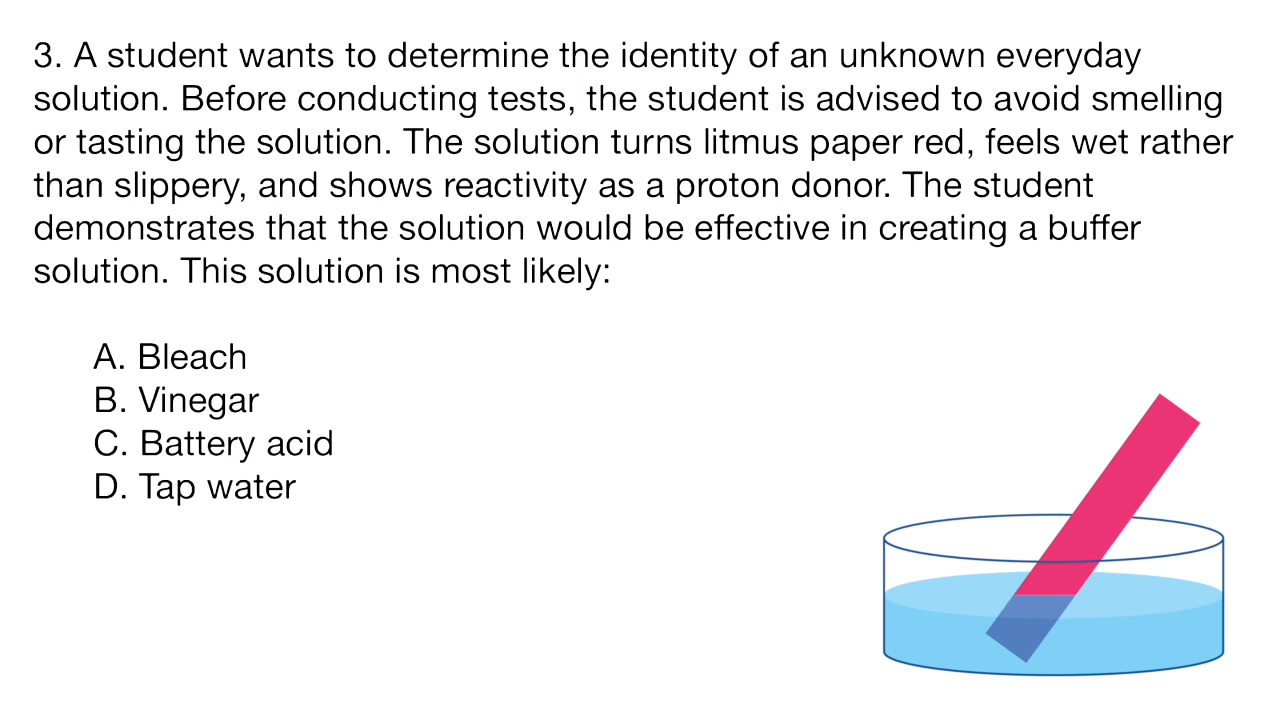 3. A student wants to determine the identity of an unknown everyday
solution. Before conducting tests, the student is advised to avoid smelling
or tasting the solution. The solution turns litmus paper red, feels wet rather
than slippery, and shows reactivity as a proton donor. The student
demonstrates that the solution would be effective in creating a buffer
solution. This solution is most likely:
A. Bleach
B. Vinegar
C. Battery acid
D. Tap water